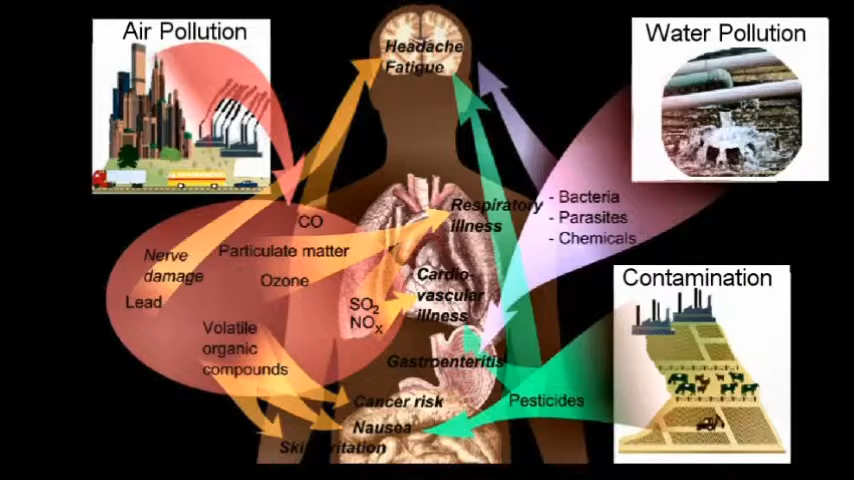 Air Pollution
Water Pollution
Headache
Fatigue
- Bacteria
- Parasites
- Chemicals
Respiratory
illness
CO
Particulate matter
Nerve
damage
Ozone
Lead
SO₂
NOₓ
Cardio-
vascular
illness
Contamination
Volatile
organic
compounds
Gastroenteritis
Cancer risk
Pesticides
Nausea